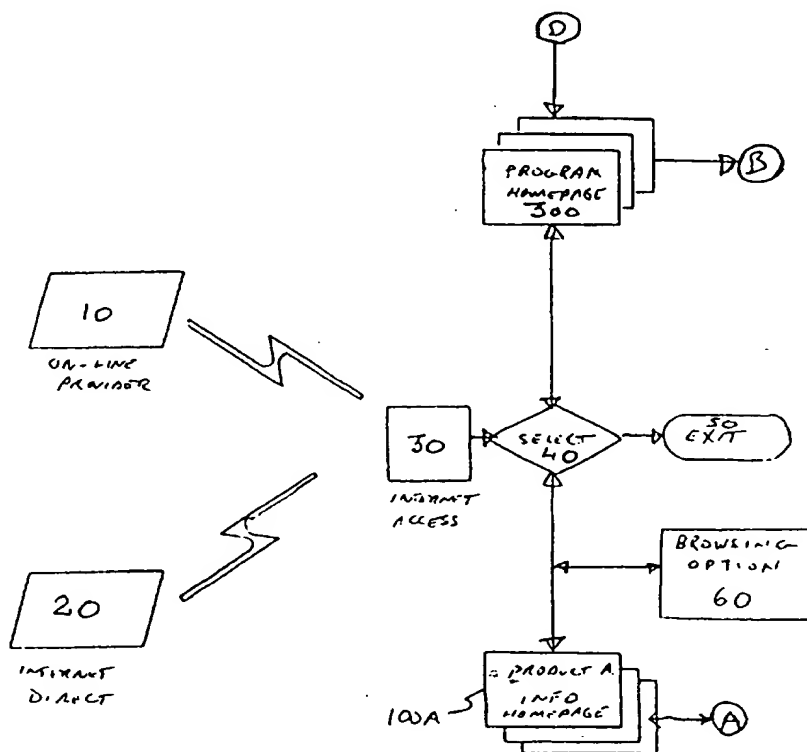 D
PROGRAM
HOMEPAGE
300
B
10
ON-LINE
PROVIDER
30
INTERNET
ACCESS
SELECT
40
50
EXIT
20
INTERNET
DIRECT
BROWSING
OPTION
60
PRODUCT A
INFO
HOMEPAGE
100A
A